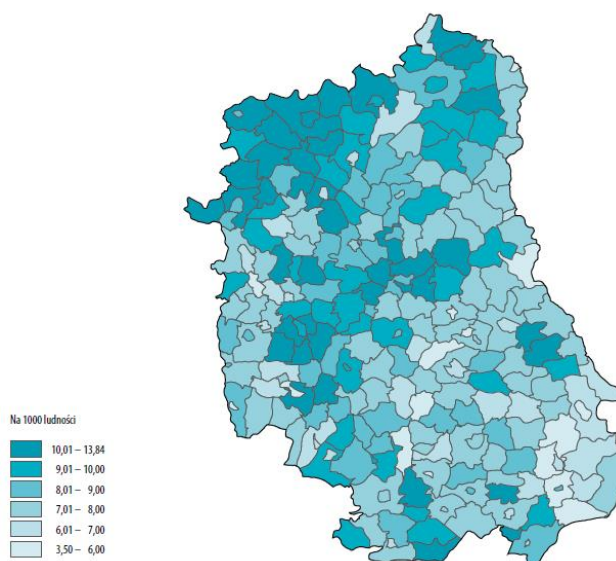 Na 1000 ludności
10,01 – 13,84
9,01 – 10,00
8,01 – 9,00
7,01 – 8,00
6,01 – 7,00
3,50 – 6,00